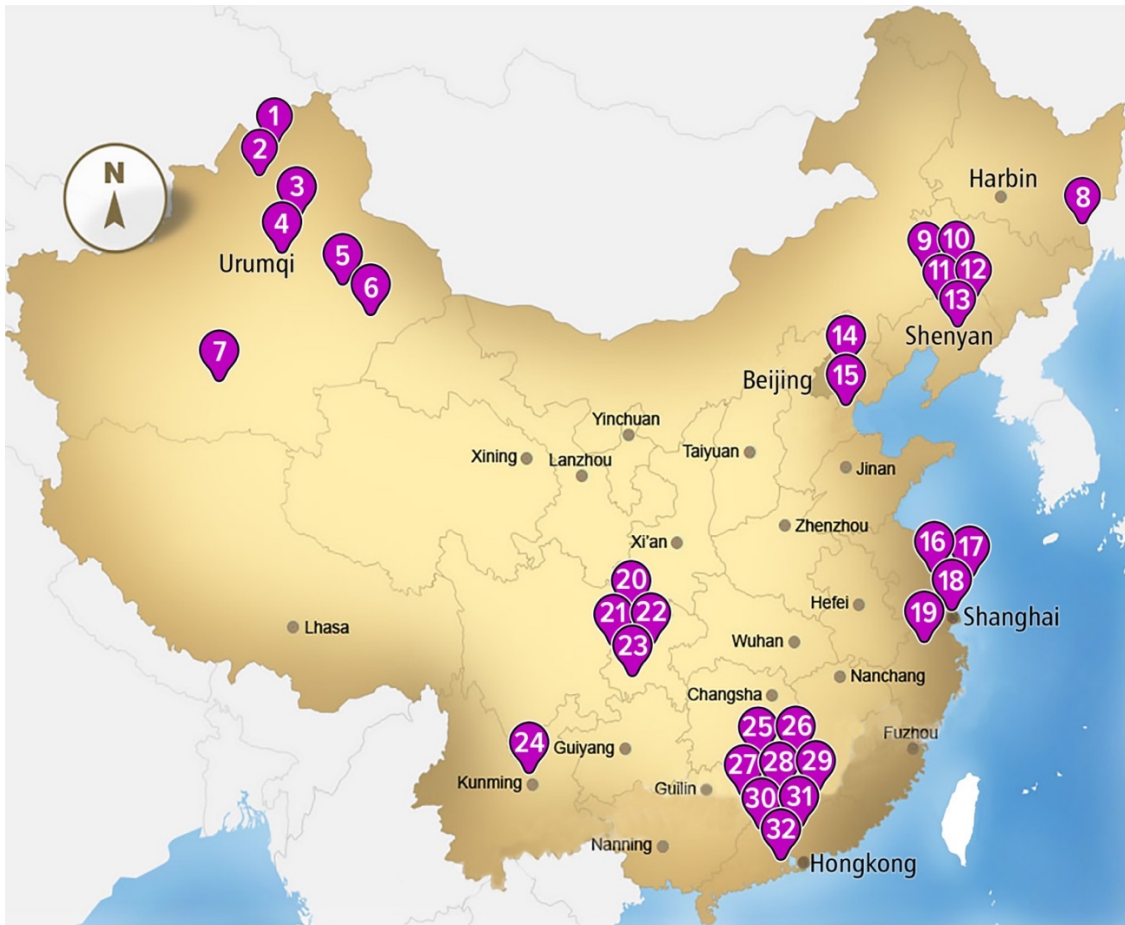 N
1
2
3
4
Urumqi
5
6
7
Harbin
8
9
10
11
12
13
Shenyan
14
Beijing
15
Yinchuan
Xining
Lanzhou
Taiyuan
Jinan
Zhenzhou
Xi'an
16
17
18
19
Shanghai
20
21
22
23
Hefei
Lhasa
Wuhan
Nanchang
Changsha
24
Guiyang
Kunming
25
26
Fuzhou
27
28
29
Guilin
30
31
32
Nanning
Hongkong